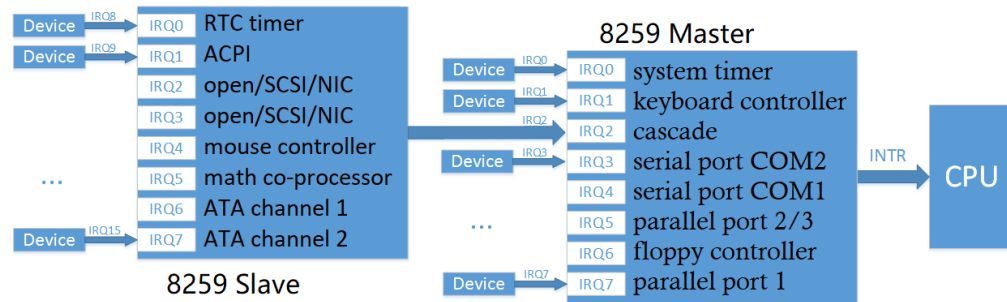 Device
IRQ8
IRQ0
RTC timer
Device
IRQ9
IRQ1
ACPI
IRQ2
open/SCSI/NIC
IRQ3
open/SCSI/NIC
IRQ4
mouse controller
...
IRQ5
math co-processor
IRQ6
ATA channel 1
Device
IRQ15
IRQ7
ATA channel 2
8259 Slave
8259 Master
Device
IRQ0
IRQ0
system timer
Device
IRQ1
IRQ1
keyboard controller
IRQ2
IRQ2
cascade
Device
IRQ3
IRQ3
serial port COM2
IRQ4
serial port COM1
...
IRQ5
parallel port 2/3
IRQ6
floppy controller
Device
IRQ7
IRQ7
parallel port 1
INTR
CPU